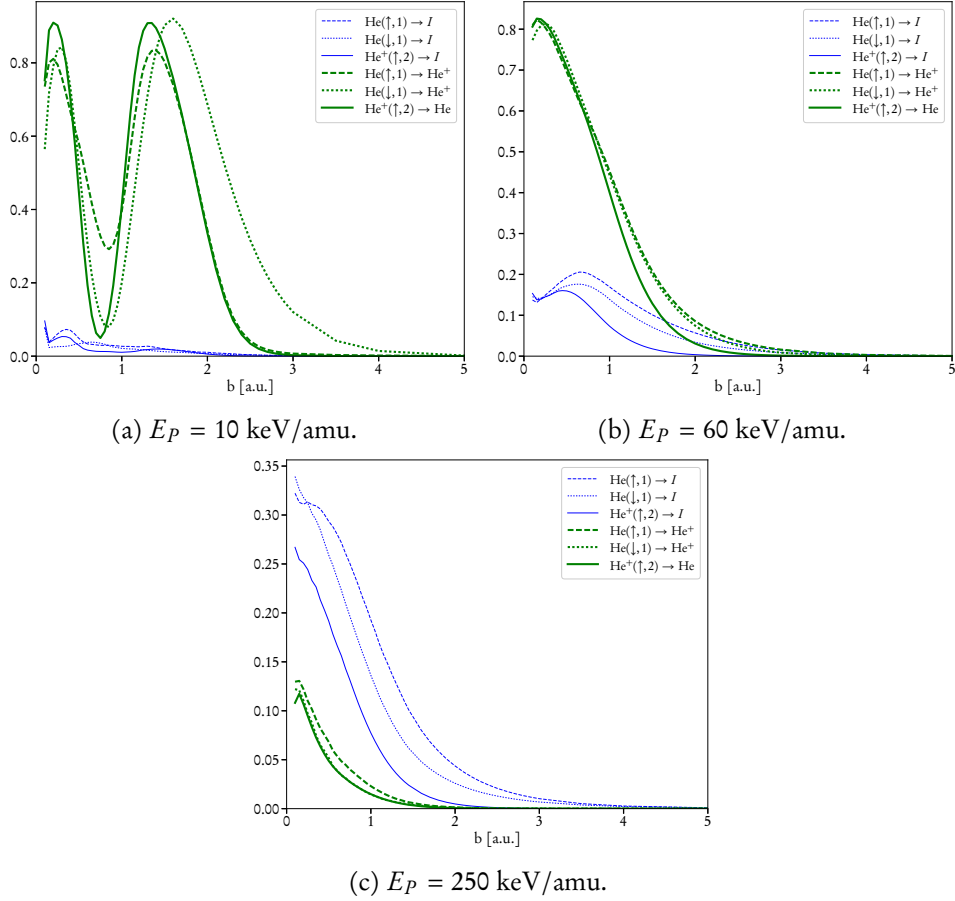 0.8
0.6
0.4
0.2
0.0
0 1 2 3 4 5
b [a.u.]
He(↑,1) → I
He(↓,1) → I
He⁺(↑,2) → I
He(↑,1) → He⁺
He(↓,1) → He⁺
He⁺(↑,2) → He
(a) E_P = 10 keV/amu.
0.8
0.7
0.6
0.5
0.4
0.3
0.2
0.1
0.0
0 1 2 3 4 5
b [a.u.]
He(↑,1) → I
He(↓,1) → I
He⁺(↑,2) → I
He(↑,1) → He⁺
He(↓,1) → He⁺
He⁺(↑,2) → He
(b) E_P = 60 keV/amu.
0.35
0.30
0.25
0.20
0.15
0.10
0.05
0.00
0 1 2 3 4 5
b [a.u.]
He(↑,1) → I
He(↓,1) → I
He⁺(↑,2) → I
He(↑,1) → He⁺
He(↓,1) → He⁺
He⁺(↑,2) → He
(c) E_P = 250 keV/amu.